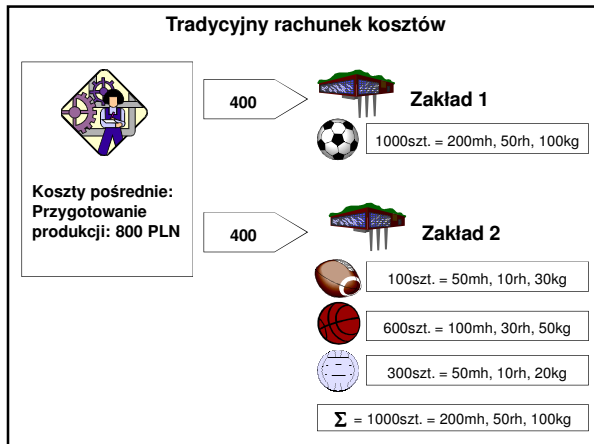 Tradycyjny rachunek kosztów
Koszty pośrednie:
Przygotowanie
produkcji: 800 PLN
400
Zakład 1
1000szt. = 200mh, 50rh, 100kg
400
Zakład 2
100szt. = 50mh, 10rh, 30kg
600szt. = 100mh, 30rh, 50kg
300szt. = 50mh, 10rh, 20kg
Σ = 1000szt. = 200mh, 50rh, 100kg